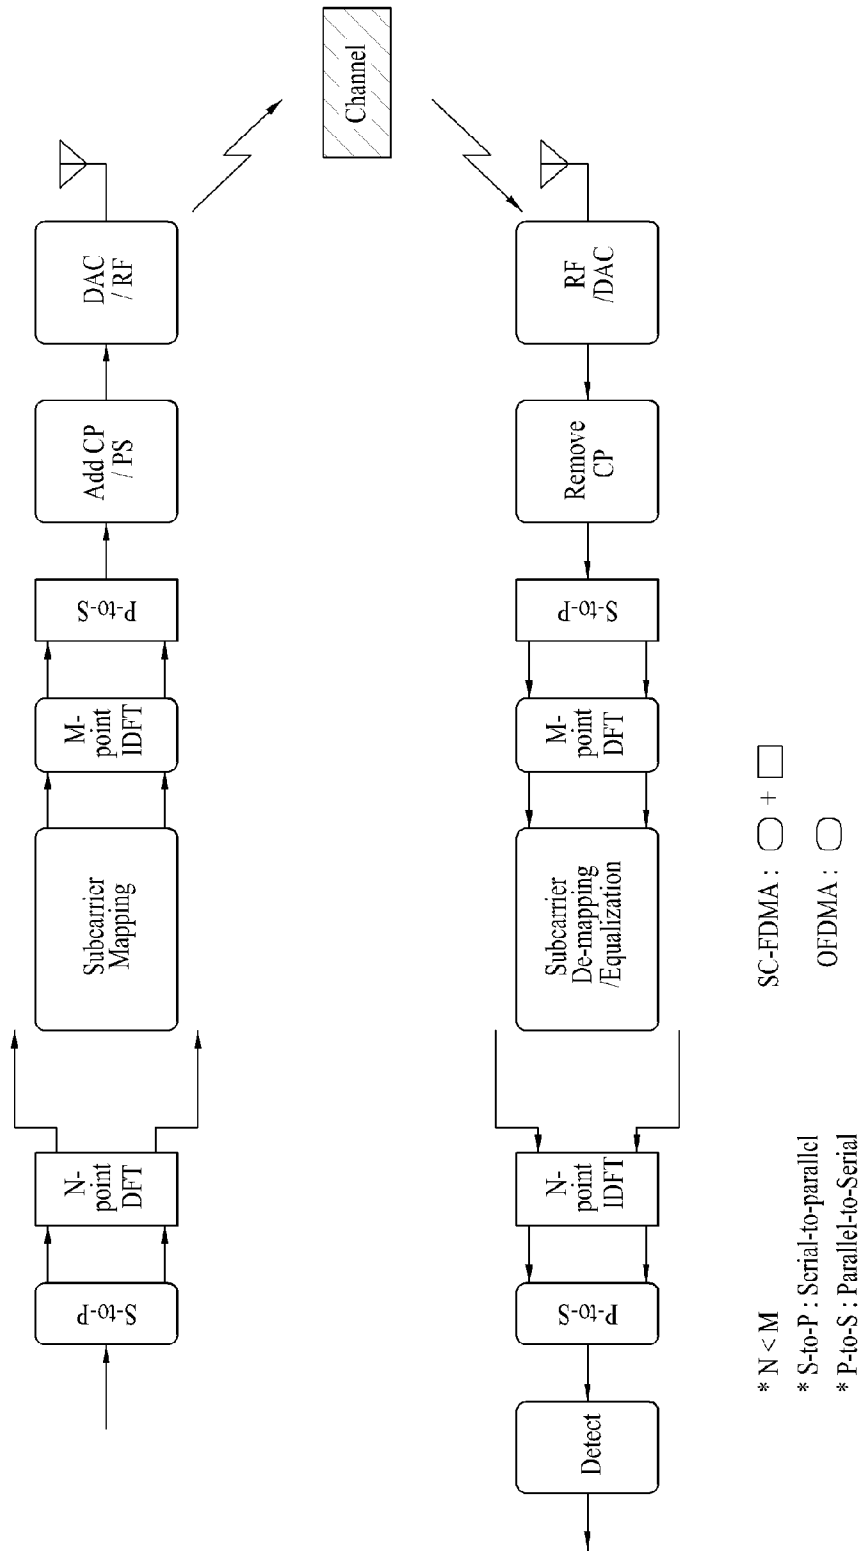 S-to-P
N-
point
DFT
Subcarrier
Mapping
M-
point
IDFT
P-to-S
Add CP
/ PS
DAC
/ RF
Channel
Detect
P-to-S
N-
point
IDFT
Subcarrier
De-mapping
/Equalization
M-
point
DFT
S-to-P
Remove
CP
RF
/DAC
* N < M
* S-to-P : Serial-to-parallel
* P-to-S : Parallel-to-Serial
SC-FDMA : +
OFDMA :